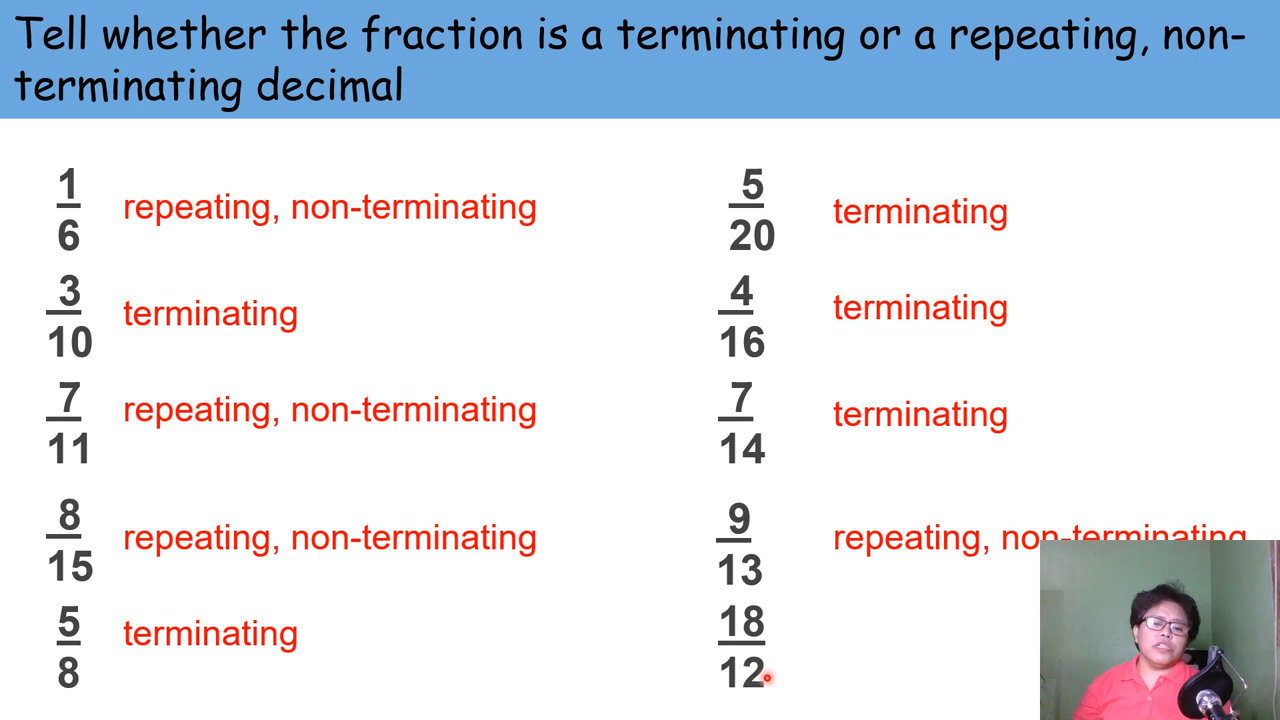 Tell whether the fraction is a terminating or a repeating, non-
terminating decimal
1
6
repeating, non-terminating
3
10
terminating
7
11
repeating, non-terminating
8
15
repeating, non-terminating
5
8
terminating
5
20
terminating
4
16
terminating
7
14
terminating
9
13
repeating, non-terminating
18
12